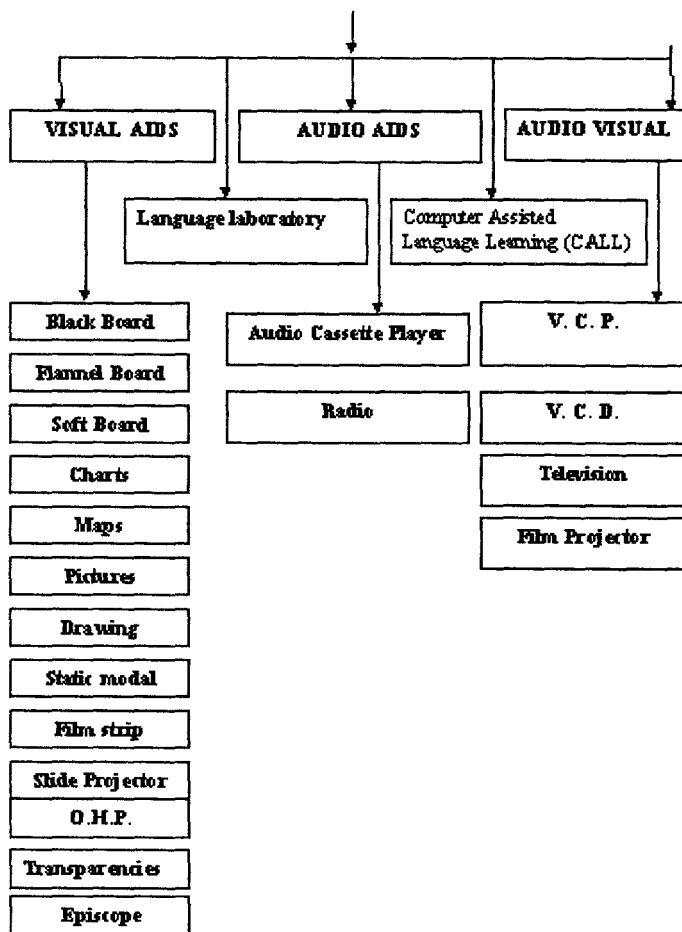 VISUAL AIDS
AUDIO AIDS
AUDIO VISUAL
Language laboratory
Computer Assisted
Language Learning (CALL)
Black Board
Flannel Board
Soft Board
Charts
Maps
Pictures
Drawing
Static modal
Film strip
Slide Projector
O.H.P.
Transparencies
Episcope
Audio Cassette Player
Radio
V. C. P.
V. C. D.
Television
Film Projector